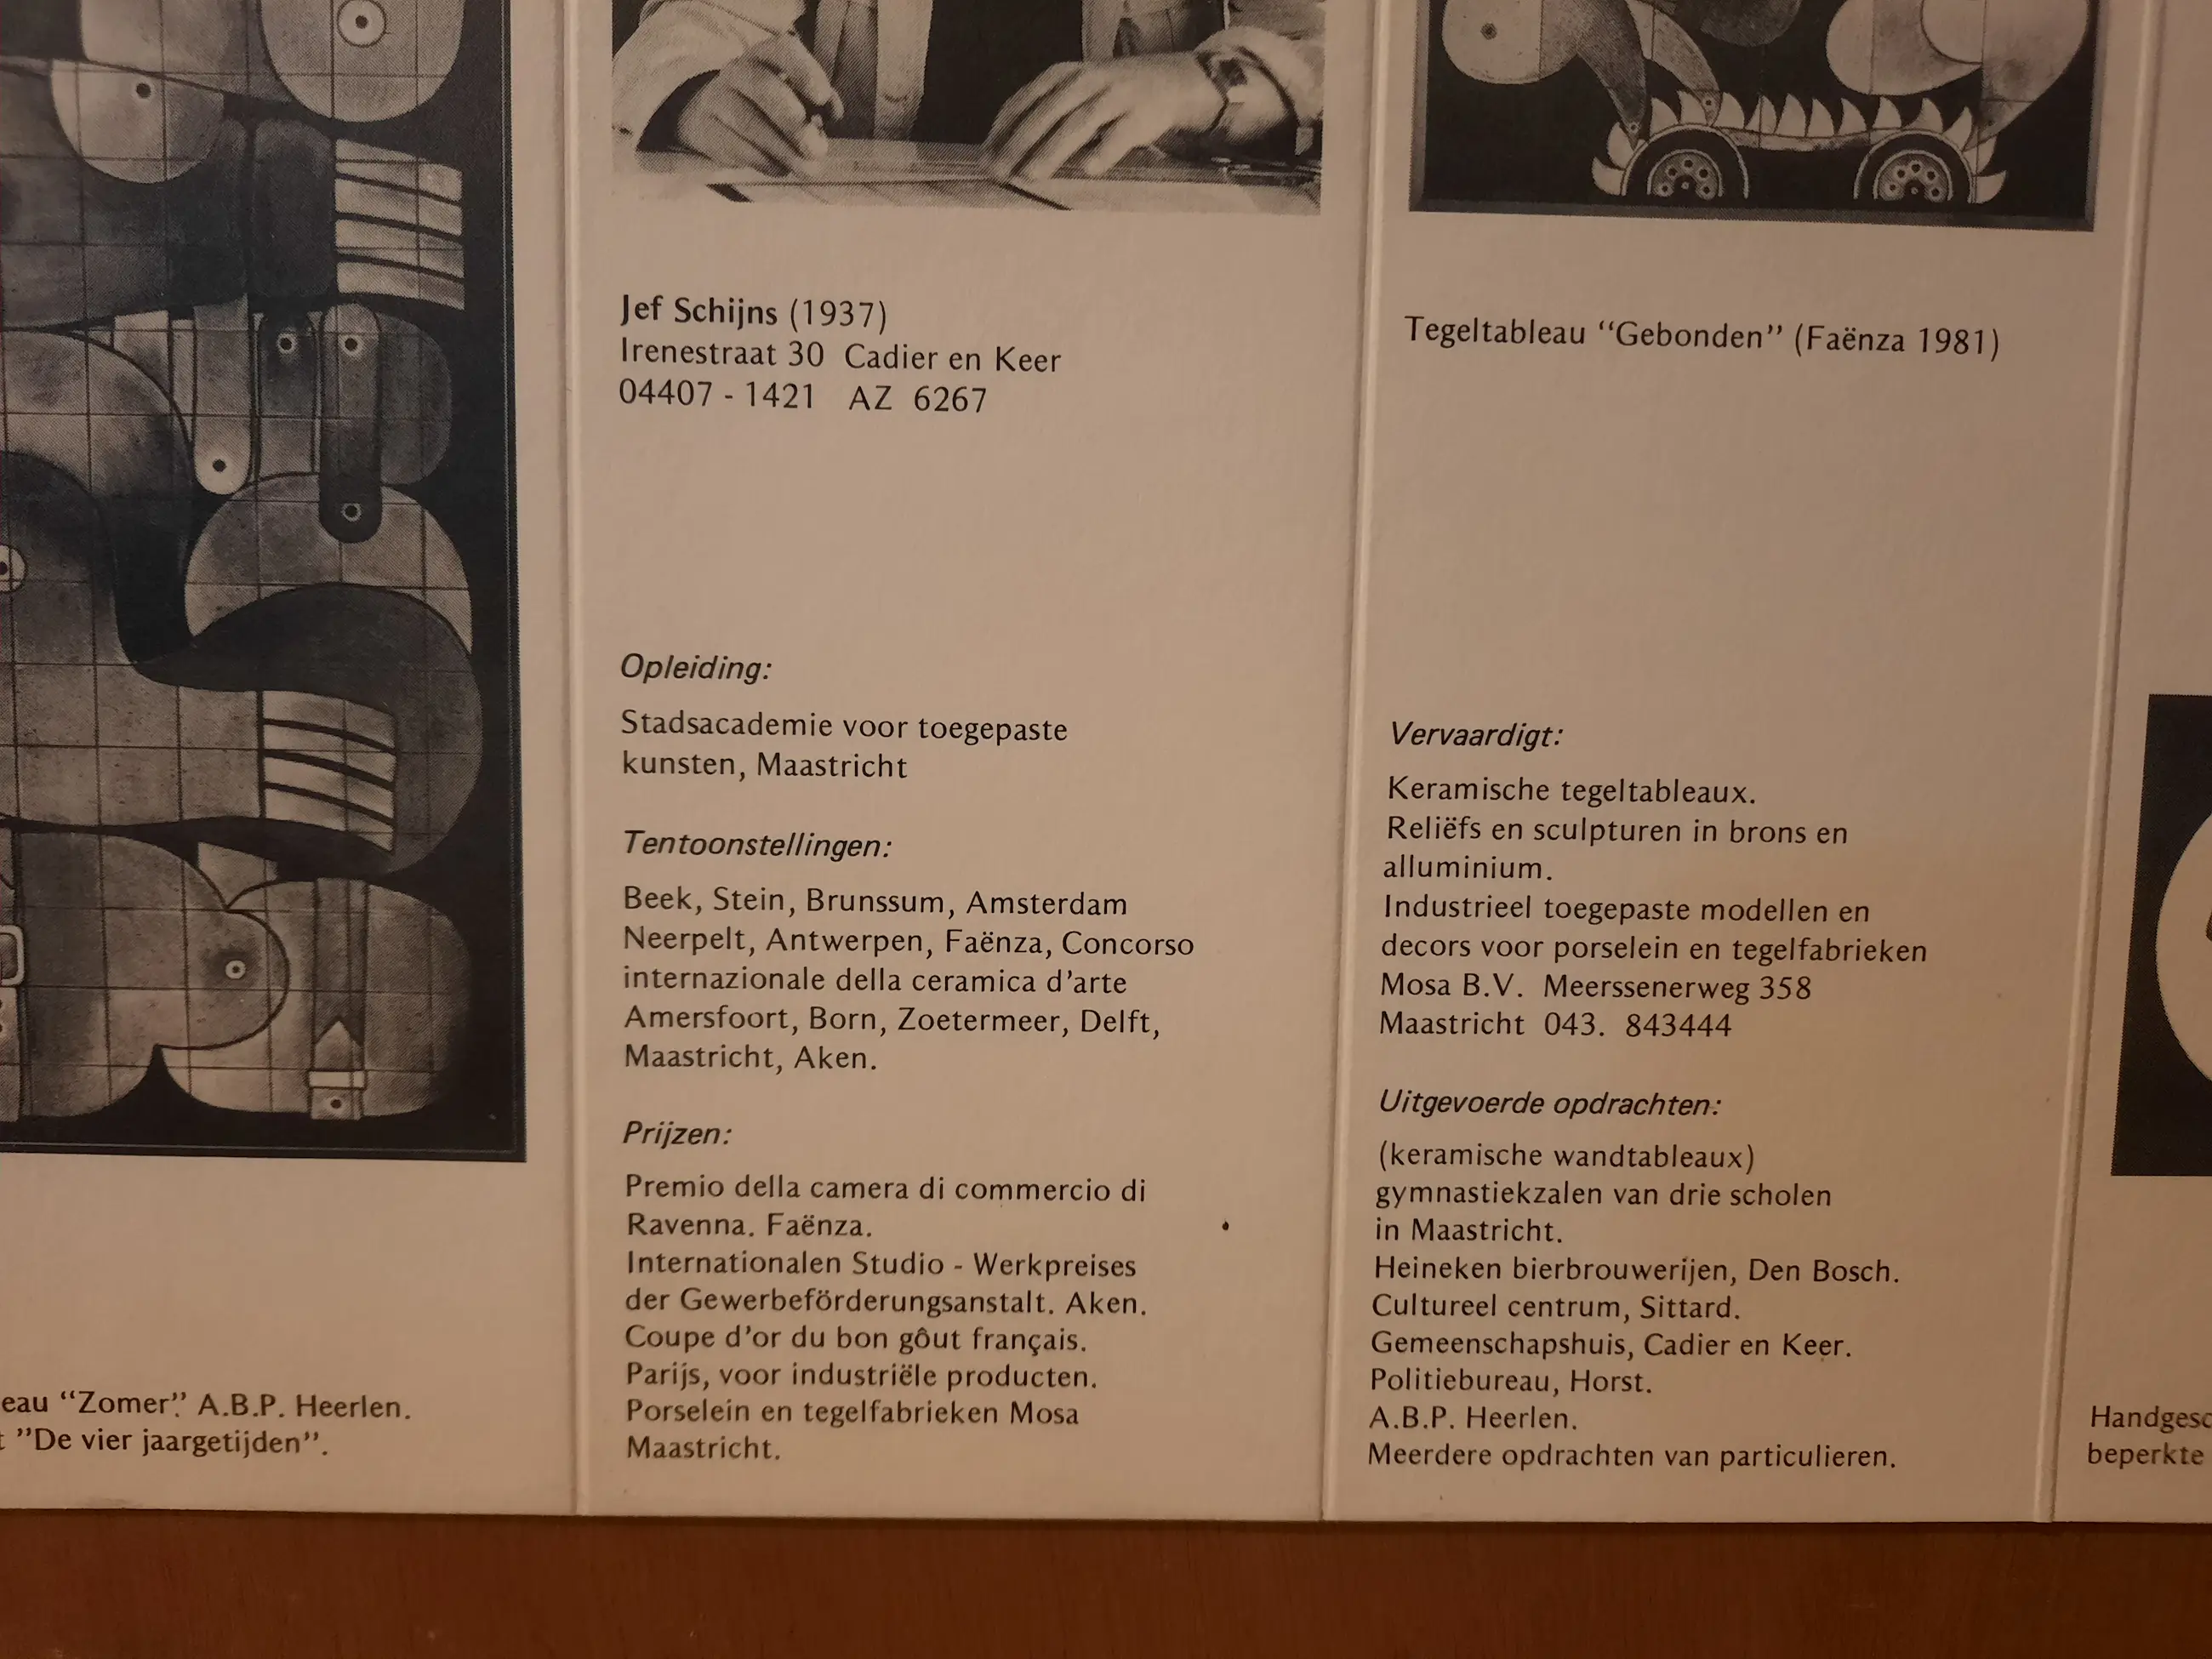 eau “Zomer”. A.B.P. Heerlen.
”De vier jaargetijden”.
Jef Schijns (1937)
Irenestraat 30 Cadier en Keer
04407 - 1421 AZ 6267
Opleiding:
Stadsacademie voor toegepaste
kunsten, Maastricht
Tentoonstellingen:
Beek, Stein, Brunssum, Amsterdam
Neerpelt, Antwerpen, Faënza, Concorso
internazionale della ceramica d’arte
Amersfoort, Born, Zoetermeer, Delft,
Maastricht, Aken.
Prijzen:
Premio della camera di commercio di
Ravenna. Faënza.
Internationalen Studio - Werkpreises
der Gewerbeförderungsanstalt. Aken.
Coupe d’or du bon gôut français.
Parijs, voor industriële producten.
Porselein en tegelfabrieken Mosa
Maastricht.
Tegeltableau “Gebonden” (Faënza 1981)
Vervaardigt:
Keramische tegeltableaux.
Reliëfs en sculpturen in brons en
alluminium.
Industrieel toegepaste modellen en
decors voor porselein en tegelfabrieken
Mosa B.V. Meerssenerweg 358
Maastricht 043. 843444
Uitgevoerde opdrachten:
(keramische wandtableaux)
gymnastiekzalen van drie scholen
in Maastricht.
Heineken bierbrouwerijen, Den Bosch.
Cultureel centrum, Sittard.
Gemeenschapshuis, Cadier en Keer.
Politiebureau, Horst.
A.B.P. Heerlen.
Meerdere opdrachten van particulieren.
Handgesc
beperkte